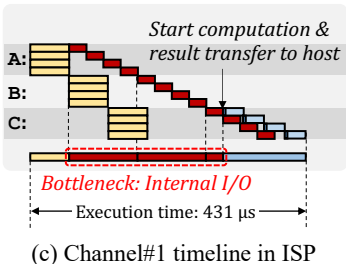 Start computation &
result transfer to host
A:
B:
C:
Bottleneck: Internal I/O
Execution time: 431 μs
(c) Channel#1 timeline in ISP